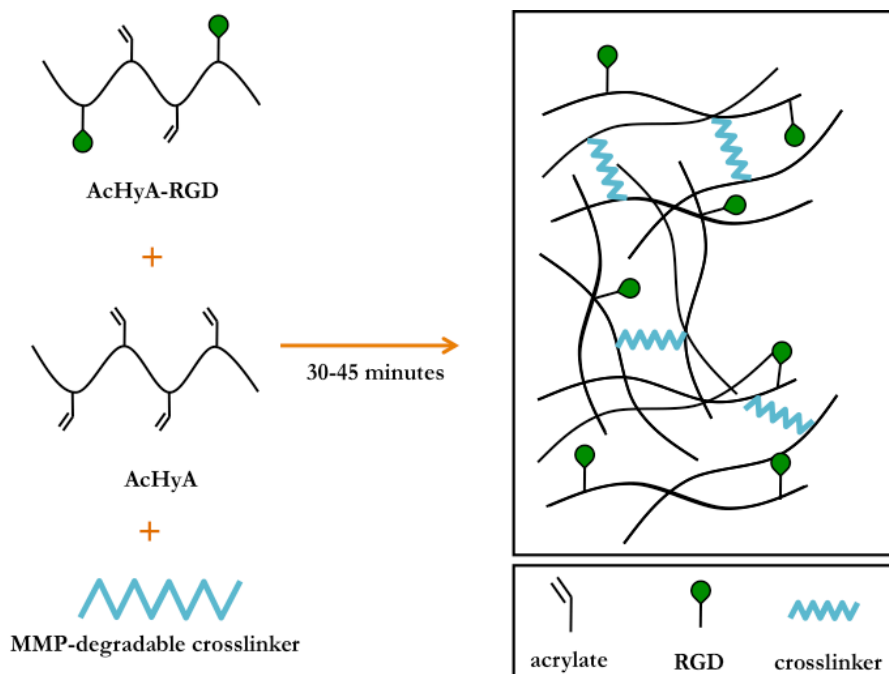 AcHyA-RGD
+
AcHyA
+
MMP-degradable crosslinker
30-45 minutes
acrylate
RGD
crosslinker